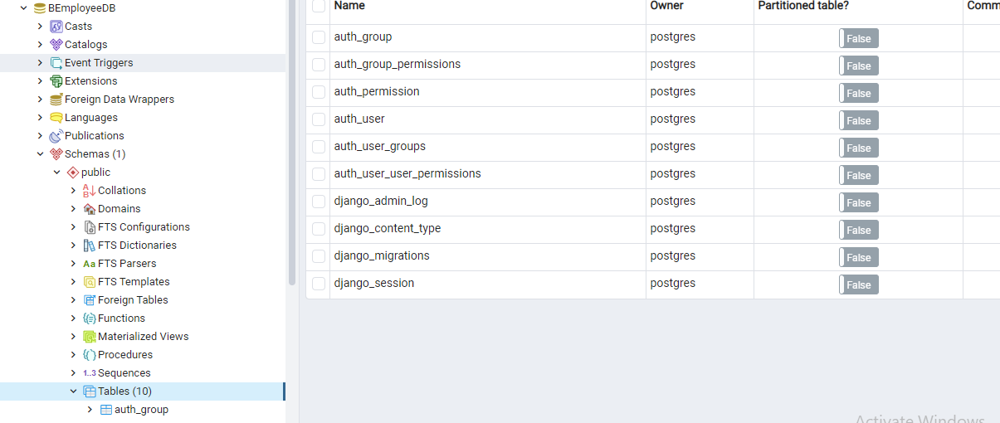 BEmployeeDB
Casts
Catalogs
Event Triggers
Extensions
Foreign Data Wrappers
Languages
Publications
Schemas (1)
public
Collations
Domains
FTS Configurations
FTS Dictionaries
Aa FTS Parsers
FTS Templates
Foreign Tables
Functions
Materialized Views
Procedures
1..3 Sequences
Tables (10)
auth_group
Name Owner Partitioned table? Comm
auth_group postgres False
auth_group_permissions postgres False
auth_permission postgres False
auth_user postgres False
auth_user_groups postgres False
auth_user_user_permissions postgres False
django_admin_log postgres False
django_content_type postgres False
django_migrations postgres False
django_session postgres False
Activate Windows